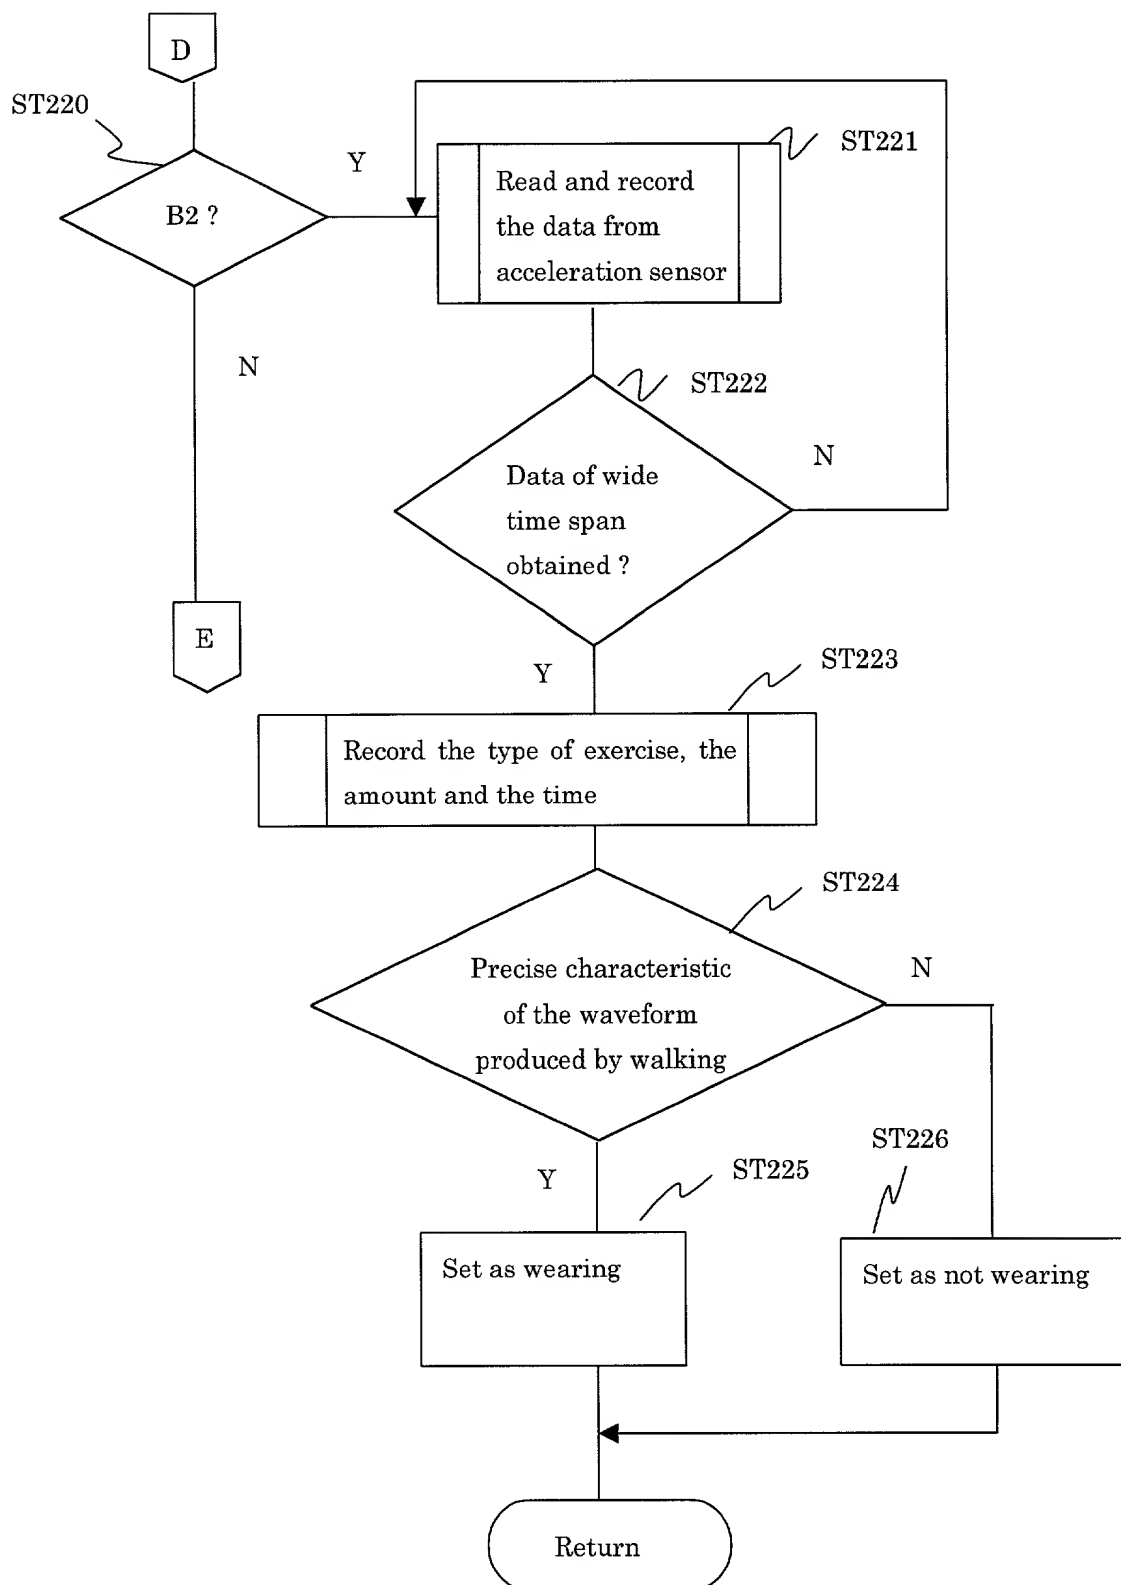 D
ST220
B2 ?
Y
ST221
Read and record
the data from
acceleration sensor
N
ST222
Data of wide
time span
obtained ?
N
E
Y
ST223
Record the type of exercise, the
amount and the time
ST224
Precise characteristic
of the waveform
produced by walking
N
Y
ST225
ST226
Set as wearing
Set as not wearing
Return